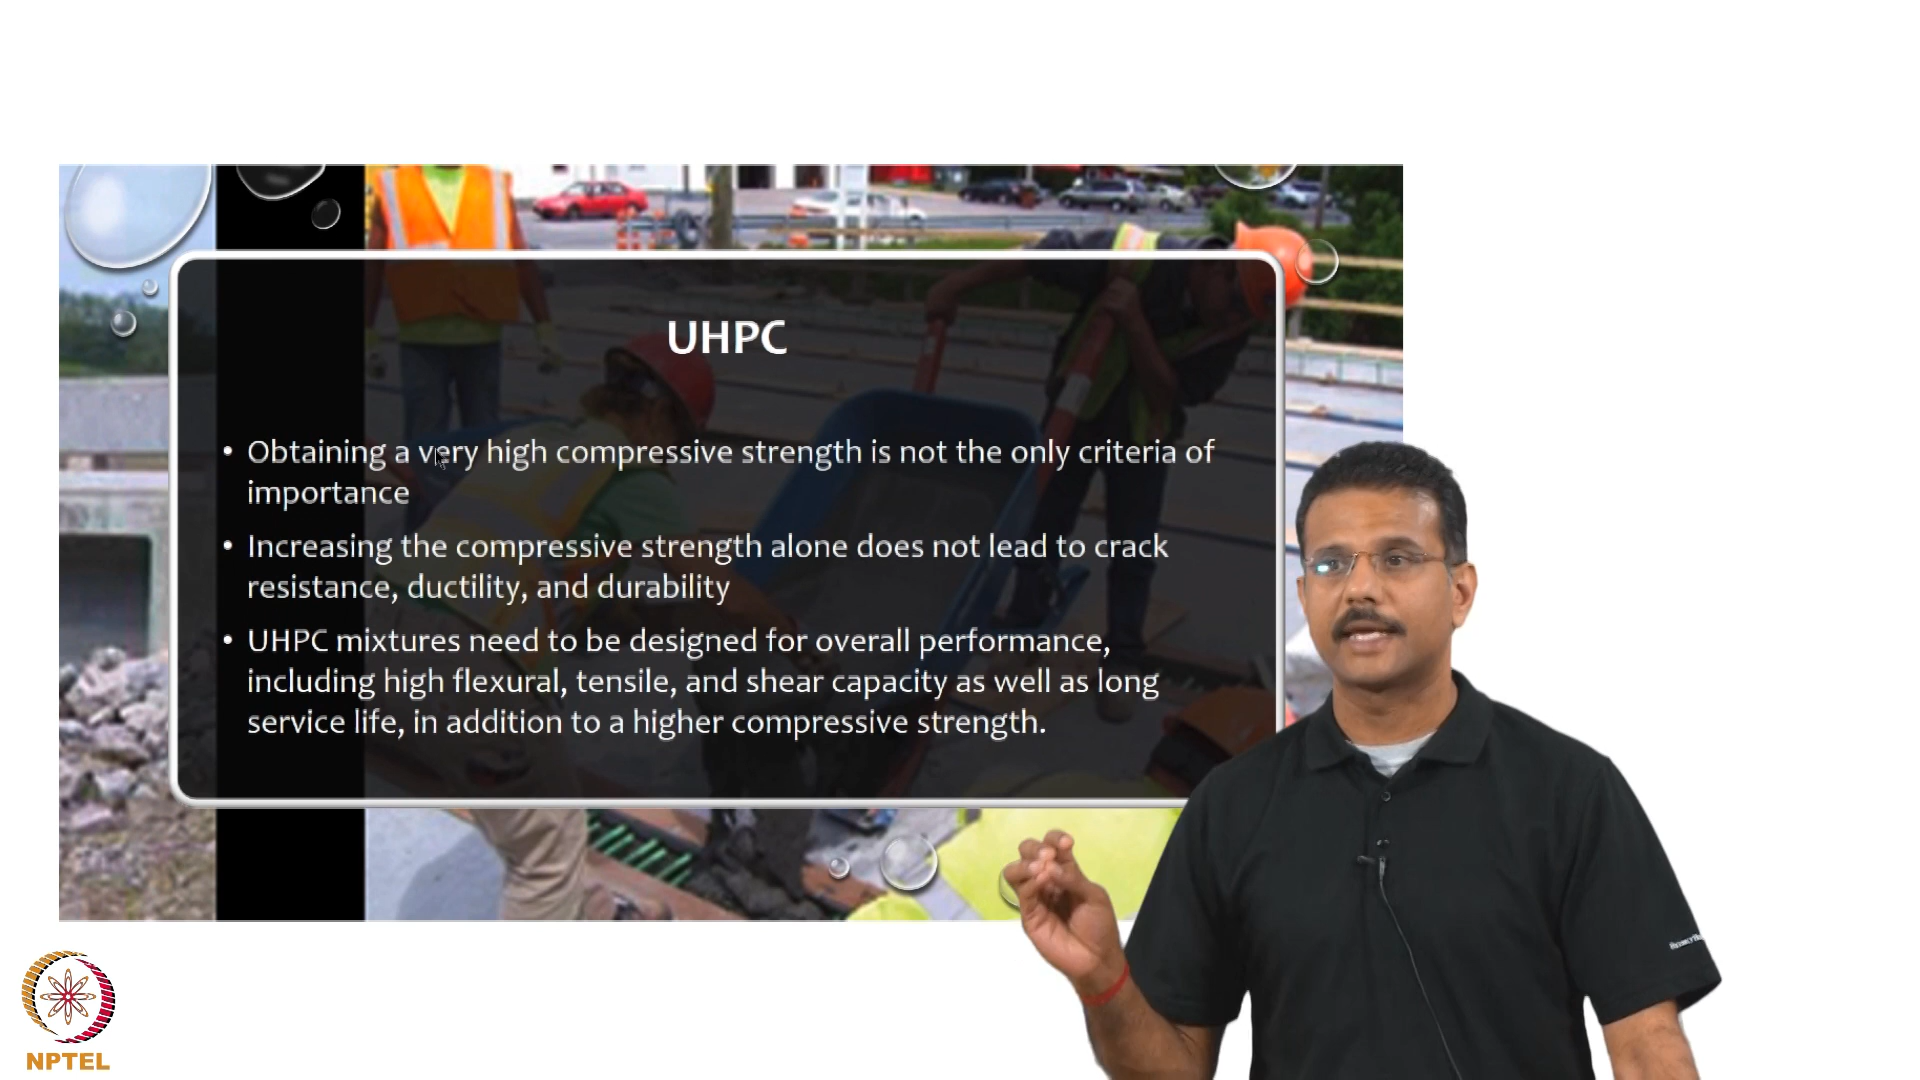 UHPC
• Obtaining a very high compressive strength is not the only criteria of
importance
• Increasing the compressive strength alone does not lead to crack
resistance, ductility, and durability
• UHPC mixtures need to be designed for overall performance,
including high flexural, tensile, and shear capacity as well as long
service life, in addition to a higher compressive strength.
NPTEL